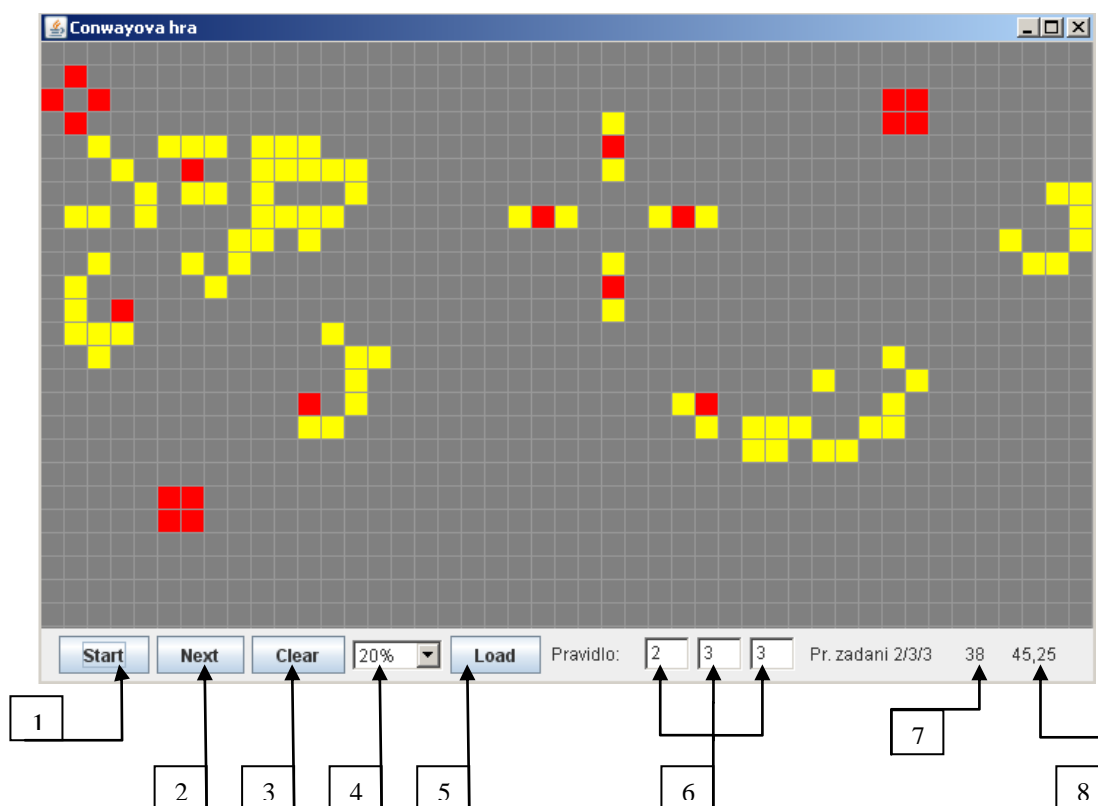 Conwayova hra
Start Next Clear 20% Load Pravidlo: 2 3 3 Pr. zadani 2/3/3 38 45,25
1 7
2 3 4 5 6 8